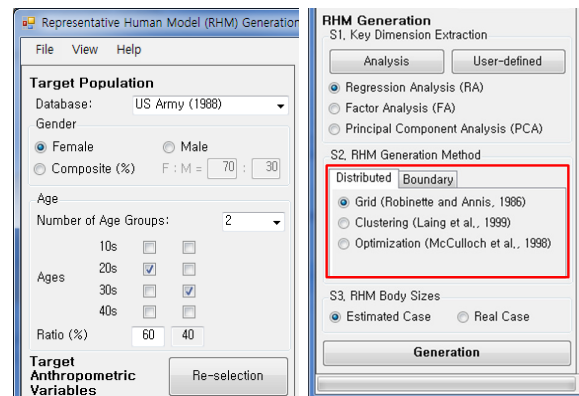 Representative Human Model (RHM) Generation
File View Help
Target Population
Database: US Army (1988)
Gender
Female Male
Composite (%) F : M = 70 : 30
Age
Number of Age Groups: 2
10s
20s
Ages
30s
40s
Ratio (%) 60 40
Target
Anthropometric
Variables
Re-selection
RHM Generation
S1, Key Dimension Extraction
Analysis User-defined
Regression Analysis (RA)
Factor Analysis (FA)
Principal Component Analysis (PCA)
S2, RHM Generation Method
Distributed Boundary
Grid (Robinette and Annis, 1986)
Clustering (Laing et al., 1999)
Optimization (McCulloch et al., 1998)
S3, RHM Body Sizes
Estimated Case Real Case
Generation